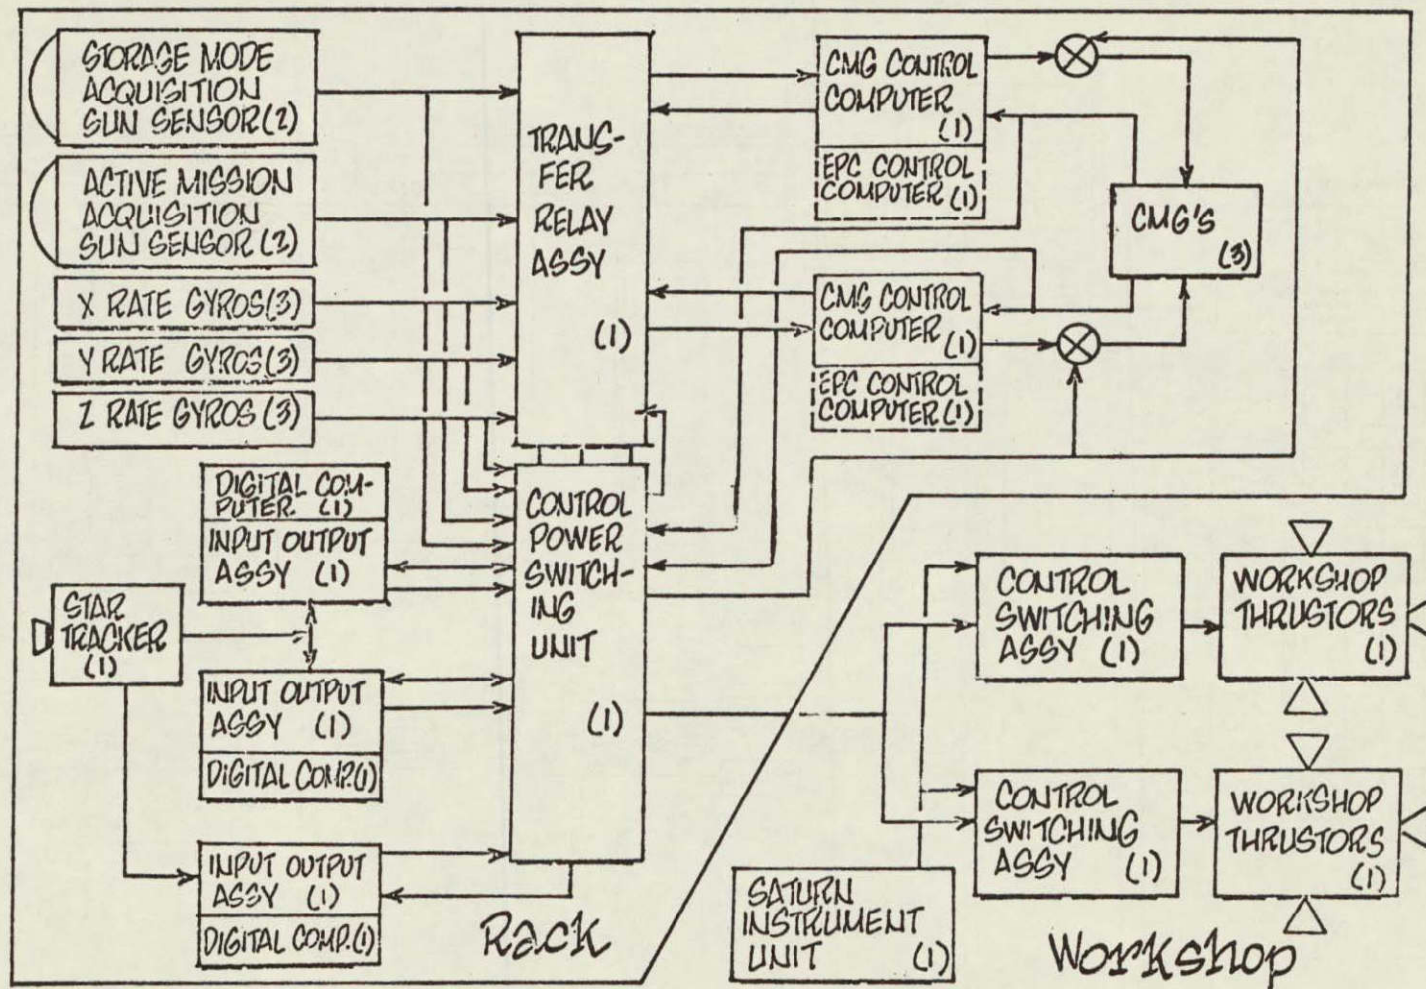 STORAGE MODE
ACQUISITION
SUN SENSOR (2)
ACTIVE MISSION
ACQUISITION
SUN SENSOR (2)
X RATE GYROS (3)
Y RATE GYROS (3)
Z RATE GYROS (3)
TRANS-
FER
RELAY
ASSY
(1)
CMG CONTROL
COMPUTER
(1)
EPC CONTROL
COMPUTER (1)
CMG'S
(3)
CMG CONTROL
COMPUTER
(1)
EPC CONTROL
COMPUTER (1)
DIGITAL COM-
PUTER. (1)
INPUT OUTPUT
ASSY (1)
STAR
TRACKER
(1)
INPUT OUTPUT
ASSY (1)
DIGITAL COMP.(1)
INPUT OUTPUT
ASSY (1)
DIGITAL COMP.(1)
CONTROL
POWER
SWITCH-
ING
UNIT
(1)
Rack
CONTROL
SWITCHING
ASSY (1)
WORKSHOP
THRUSTORS
(1)
CONTROL
SWITCHING
ASSY (1)
WORKSHOP
THRUSTORS
(1)
SATURN
INSTRUMENT
UNIT (1)
Workshop